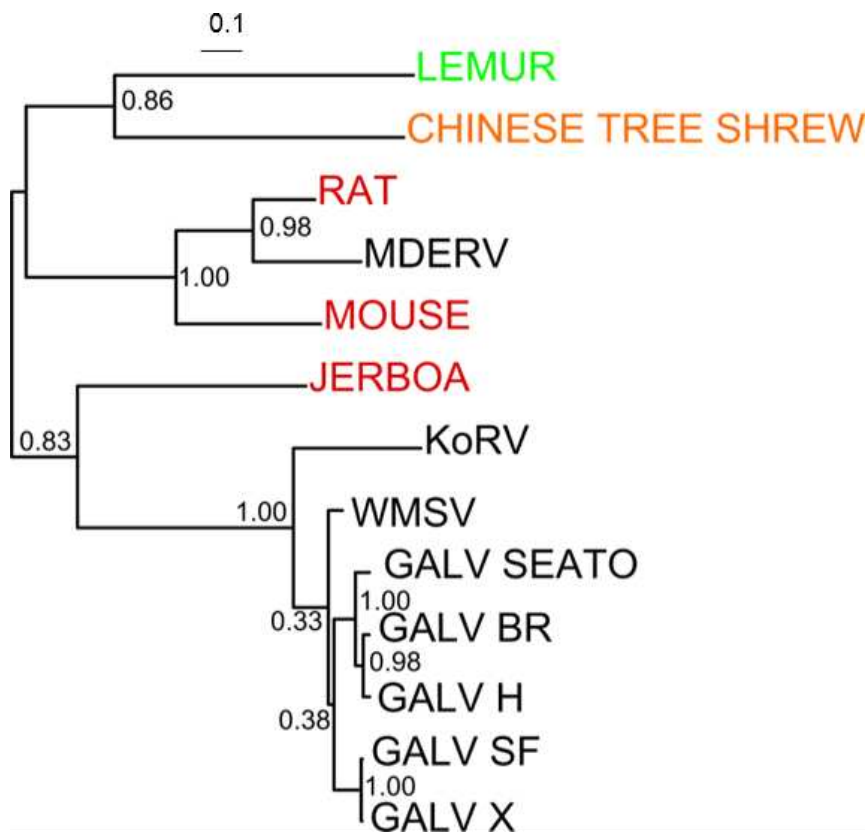 0.1
LEMUR
0.86
CHINESE TREE SHREW
RAT
0.98
MDERV
1.00
MOUSE
JERBOA
0.83
KoRV
1.00
WMSV
GALV SEATO
1.00
0.33
GALV BR
0.98
GALV H
0.38
GALV SF
1.00
GALV X